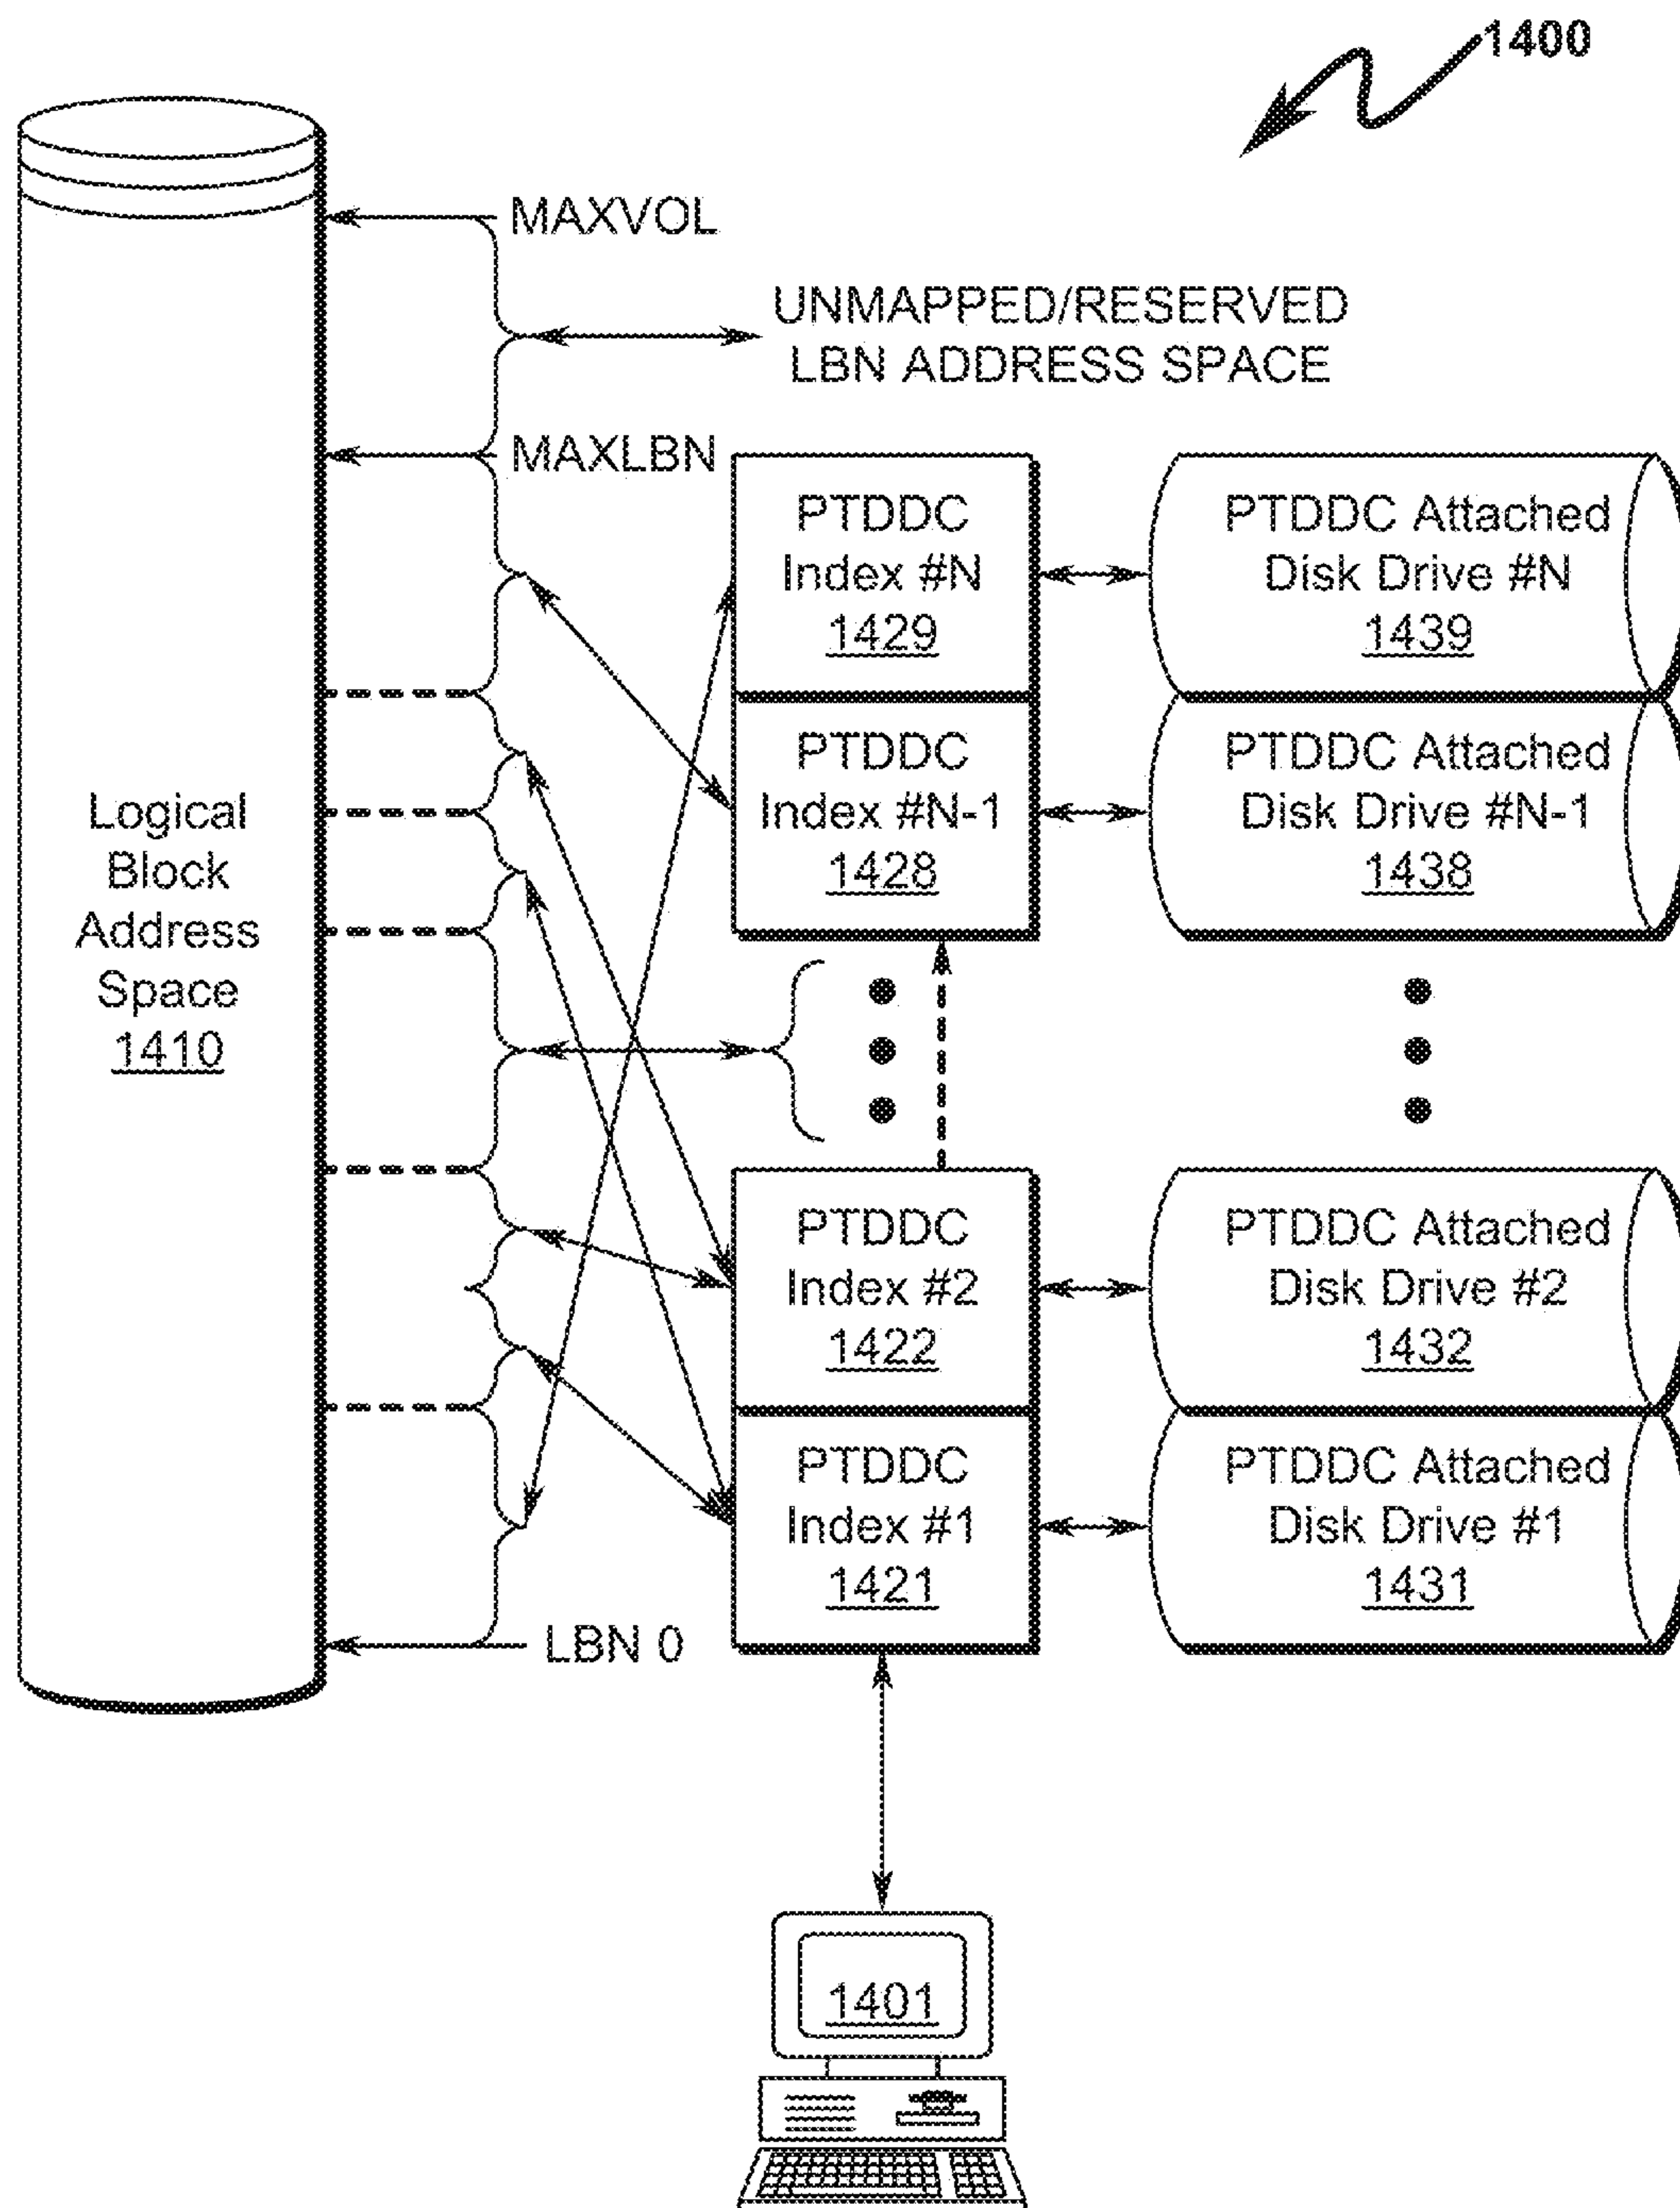 1400
MAXVOL
UNMAPPED/RESERVED
LBN ADDRESS SPACE
MAXLBN
PTDDC
Index #N
1429
PTDDC Attached
Disk Drive #N
1439
PTDDC
Index #N-1
1428
PTDDC Attached
Disk Drive #N-1
1438
Logical
Block
Address
Space
1410
PTDDC
Index #2
1422
PTDDC Attached
Disk Drive #2
1432
PTDDC
Index #1
1421
PTDDC Attached
Disk Drive #1
1431
LBN 0
1401